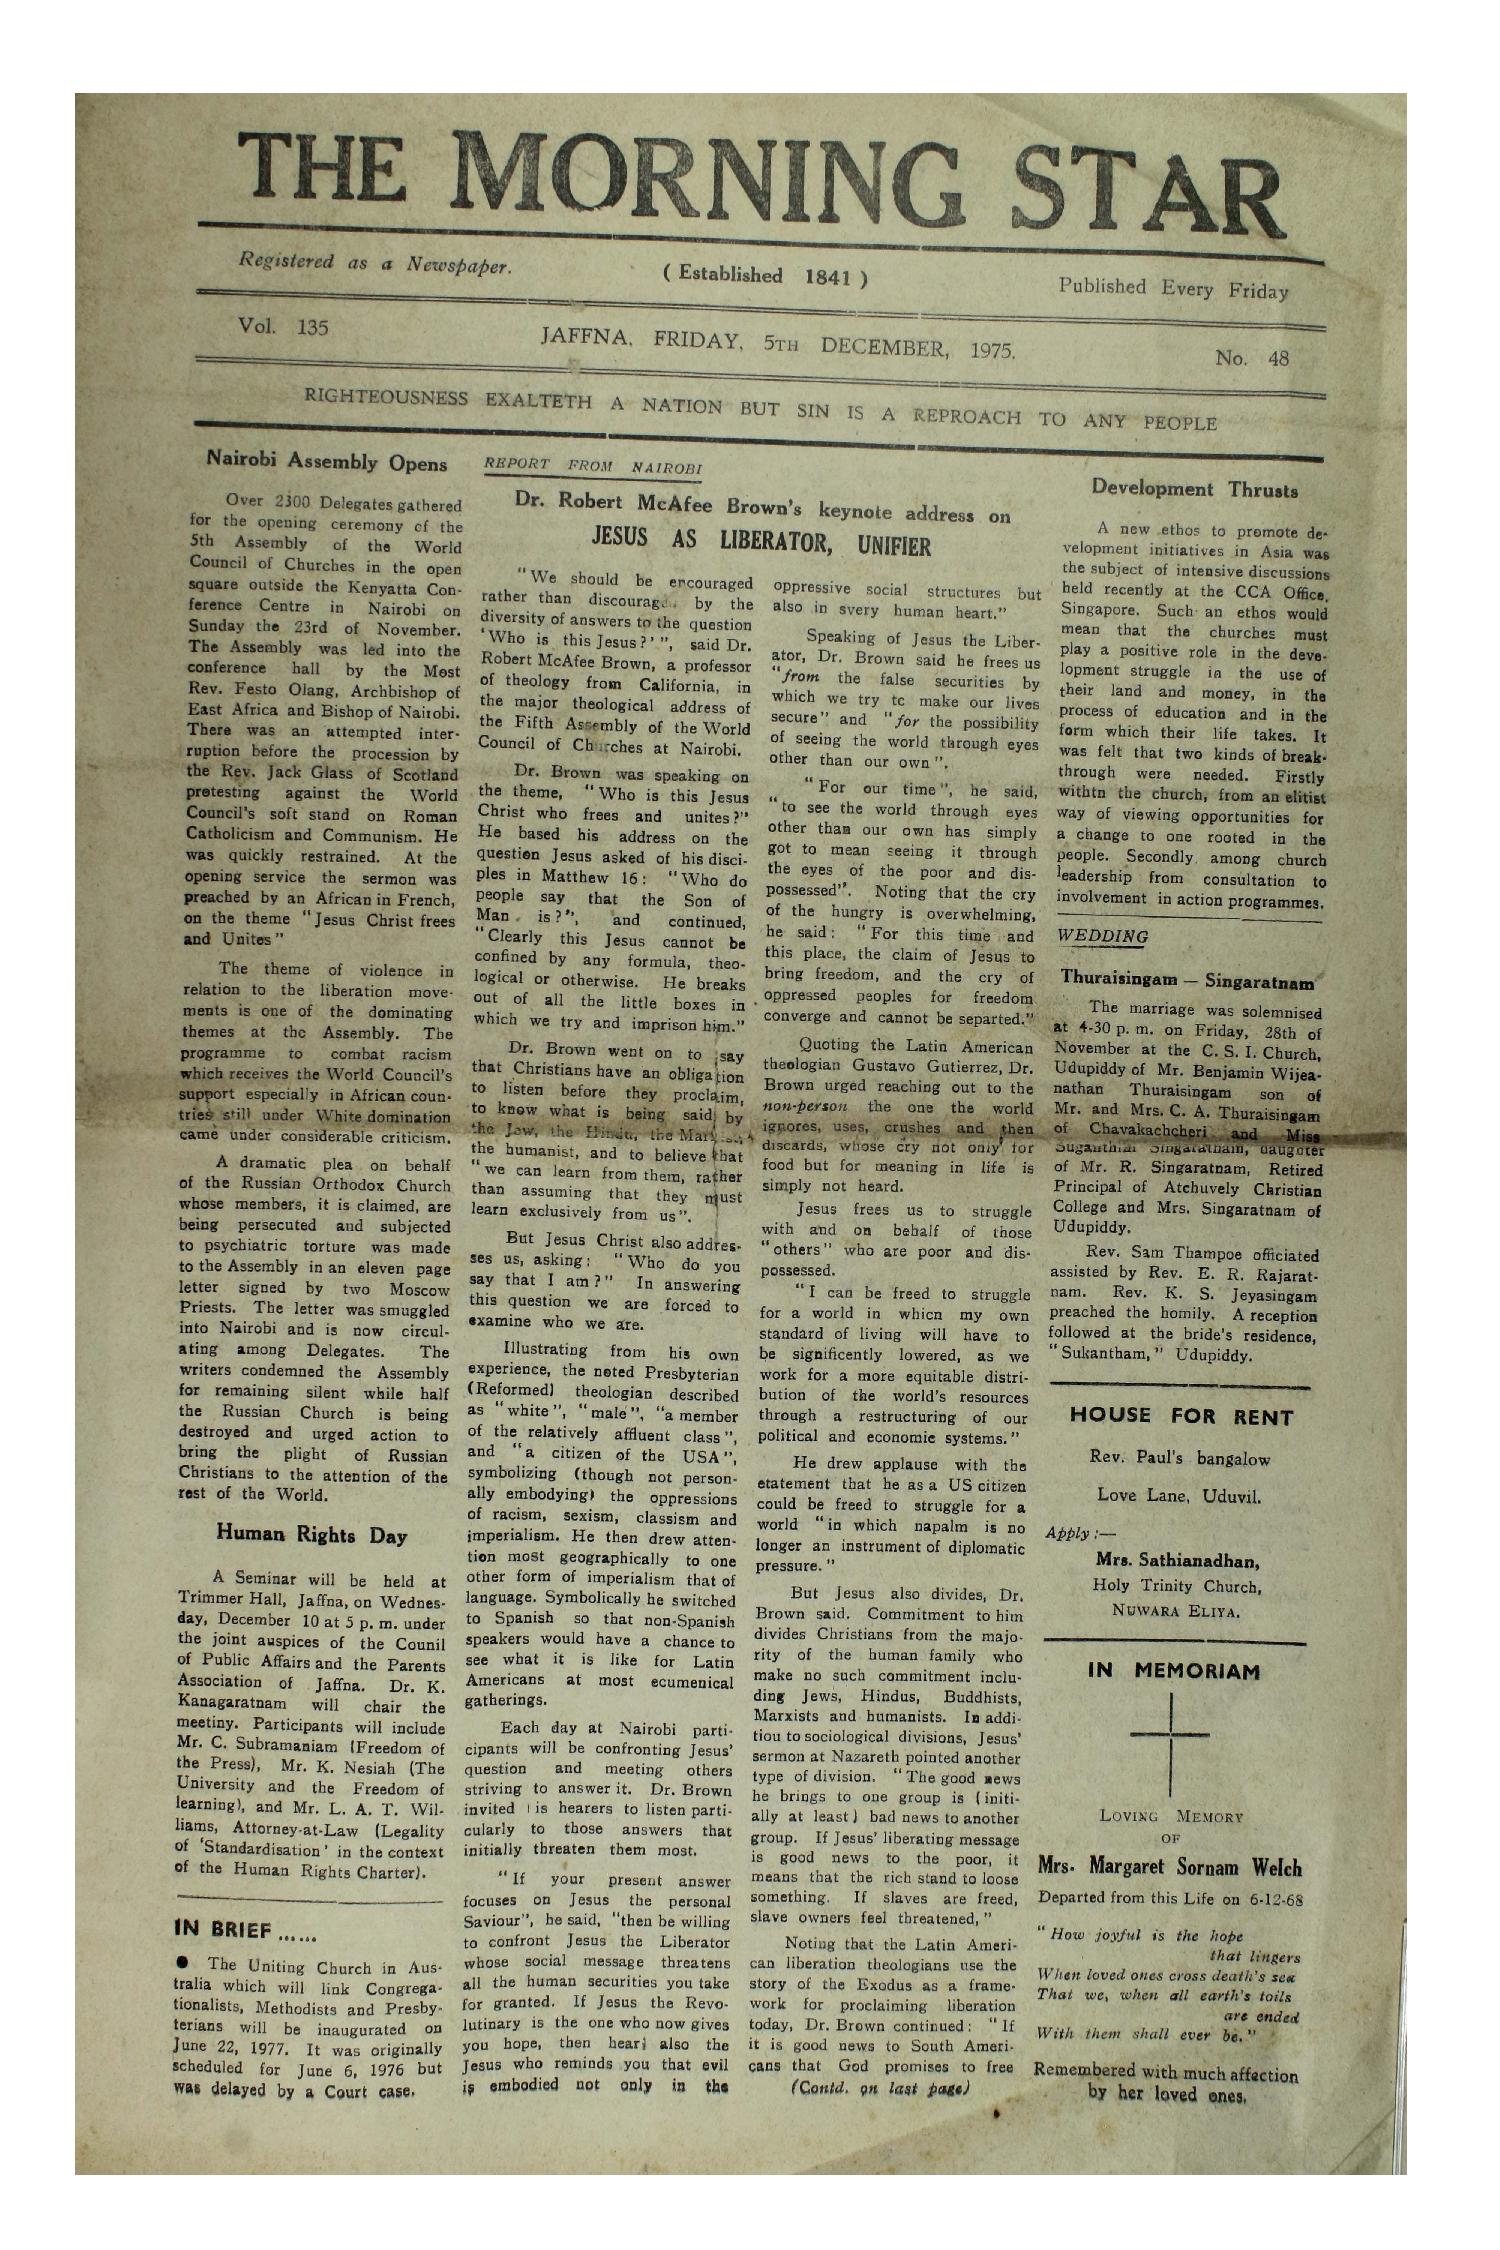 THE MORNING STAR
Registered as a Newspaper.
( Established 1841 )
Published Every Friday
Vol. 135
JAFFNA, FRIDAY, 5TH DECEMBER, 1975.
No. 48
RIGHTEOUSNESS EXALTETH A NATION BUT SIN IS A REPROACH TO ANY PEOPLE
Nairobi Assembly Opens
Over 2300 Delegates gathered
for the opening ceremony of the
5th Assembly of the World
Council of Churches in the open
square outside the Kenyatta Con-
ference Centre in Nairobi on
Sunday the 23rd of November.
The Assembly was led into the
conference hall by the Most
Rev. Festo Olang, Archbishop of
East Africa and Bishop of Nairobi.
There was an attempted inter-
ruption before the procession by
the Rev. Jack Glass of Scotland
pretesting against the World
Council's soft stand on Roman
Catholicism and Communism. He
was quickly restrained. At the
opening service the sermon was
preached by an African in French,
on the theme "Jesus Christ frees
and Unites"
The theme of violence in
relation to the liberation move-
ments is one of the dominating
themes at the Assembly. The
programme to combat racism
which receives the World Council's
support especially in African coun-
tries still under White domination
came under considerable criticism.
A dramatic plea on behalf
of the Russian Orthodox Church
whose members, it is claimed, are
being persecuted and subjected
to psychiatric torture was made
to the Assembly in an eleven page
letter signed by two Moscow
Priests. The letter was smuggled
into Nairobi and is now circul-
ating among Delegates. The
writers condemned the Assembly
for remaining silent while half
the Russian Church is being
destroyed and urged action to
bring the plight of Russian
Christians to the attention of the
rest of the World.
Human Rights Day
A Seminar will be held at
Trimmer Hall, Jaffna, on Wednes-
day, December 10 at 5 p. m. under
the joint auspices of the Counil
of Public Affairs and the Parents
Association of Jaffna. Dr. K.
Kanagaratnam will chair the
meetiny. Participants will include
Mr. C. Subramaniam (Freedom of
the Press), Mr. K. Nesiah (The
University and the Freedom of
learning), and Mr. L. A. T. Wil-
liams, Attorney-at-Law (Legality
of 'Standardisation' in the context
of the Human Rights Charter).
IN BRIEF ......
● The Uniting Church in Aus-
tralia which will link Congrega-
tionalists, Methodists and Presby-
terians will be inaugurated on
June 22, 1977. It was originally
scheduled for June 6, 1976 but
was delayed by a Court case.
REPORT FROM NAIROBI
Dr. Robert McAfee Brown's keynote address on
JESUS AS LIBERATOR, UNIFIER
"We should be encouraged
rather than by the
diversity of answers to the question
'Who is this Jesus?'", said Dr.
Robert McAfee Brown, a professor
of theology from California, in
the major theological address of
the Fifth Assembly of the World
Council of Churches at Nairobi.
Dr. Brown was speaking on
the theme, "Who is this Jesus
Christ who frees and unites?"
He based his address on the
question Jesus asked of his disci-
ples in Matthew 16: "Who do
people say that the Son of
Man is?", and continued,
"Clearly this Jesus cannot be
confined by any formula, theo-
logical or otherwise. He breaks
out of all the little boxes in
which we try and imprison him."
Dr. Brown went on to say
that Christians have an obligation
to listen before they proclaim,
to know what is being said by
the Jew, the Hindu, the
the humanist, and to believe that
"we can learn from them, rather
than assuming that they must
learn exclusively from us".
But Jesus Christ also addres-
ses us, asking: "Who do you
say that I am?" In answering
this question we are forced to
examine who we are.
Illustrating from his own
experience, the noted Presbyterian
(Reformed) theologian described
as "white", "male", "a member
of the relatively affluent class",
and "a citizen of the USA",
symbolizing (though not person-
ally embodying) the oppressions
of racism, sexism, classism and
imperialism. He then drew atten-
tion most geographically to one
other form of imperialism that of
language. Symbolically he switched
to Spanish so that non-Spanish
speakers would have a chance to
see what it is like for Latin
Americans at most ecumenical
gatherings.
Each day at Nairobi parti-
cipants will be confronting Jesus'
question and meeting others
striving to answer it. Dr. Brown
invited is hearers to listen parti-
cularly to those answers that
initially threaten them most.
"If your present answer
focuses on Jesus the personal
Saviour", he said, "then be willing
to confront Jesus the Liberator
whose social message threatens
all the human securities you take
for granted. If Jesus the Revo-
lutinary is the one who now gives
you hope, then hear also the
Jesus who reminds you that evil
is embodied not only in the
oppressive social structures but
also in svery human heart."
Speaking of Jesus the Liber-
ator, Dr. Brown said he frees us
"from the false securities by
which we try tc make our lives
secure" and "for the possibility
of seeing the world through eyes
other than our own".
"For our time", he said,
"to see the world through eyes
other than our own has simply
got to mean seeing it through
the eyes of the poor and dis-
possessed". Noting that the cry
of the hungry is overwhelming,
he said: "For this time and
this place, the claim of Jesus to
bring freedom, and the cry of
oppressed peoples for freedom
converge and cannot be separted."
Quoting the Latin American
theologian Gustavo Gutierrez, Dr.
Brown urged reaching out to the
non-person the one the world
ignores, uses, crushes and then
discards, whose cry not only for
food but for meaning in life is
simply not heard.
Jesus frees us to struggle
with and on behalf of those
"others" who are poor and dis-
possessed.
"I can be freed to struggle
for a world in whicn my own
standard of living will have to
be significently lowered, as we
work for a more equitable distri-
bution of the world's resources
through a restructuring of our
political and economic systems."
He drew applause with the
etatement that he as a US citizen
could be freed to struggle for a
world "in which napalm is no
longer an instrument of diplomatic
pressure."
But Jesus also divides, Dr.
Brown said. Commitment to him
divides Christians from the majo-
rity of the human family who
make no such commitment inclu-
ding Jews, Hindus, Buddhists,
Marxists and humanists. In addi-
tiou to sociological divisions, Jesus'
sermon at Nazareth pointed another
type of division. "The good news
he brings to one group is (initi-
ally at least) bad news to another
group. If Jesus' liberating message
is good news to the poor, it
means that the rich stand to loose
something. If slaves are freed,
slave owners feel threatened,"
Noting that the Latin Ameri-
can liberation theologians use the
story of the Exodus as a frame-
work for proclaiming liberation
today, Dr. Brown continued: "If
it is good news to South Ameri-
cans that God promises to free
(Contd. on last page)
Development Thrusts
A new ethos to promote de-
velopment initiatives in Asia was
the subject of intensive discussions
held recently at the CCA Office,
Singapore. Such an ethos would
mean that the churches must
play a positive role in the deve-
lopment struggle in the use of
their land and money, in the
process of education and in the
form which their life takes. It
was felt that two kinds of break-
through were needed. Firstly
withtn the church, from an elitist
way of viewing opportunities for
a change to one rooted in the
people. Secondly among church
leadership from consultation to
involvement in action programmes.
WEDDING
Thuraisingam — Singaratnam
The marriage was solemnised
at 4-30 p. m. on Friday, 28th of
November at the C. S. I. Church,
Udupiddy of Mr. Benjamin Wijea-
nathan Thuraisingam son of
Mr. and Mrs. C. A. Thuraisingam
of Chavakachcheri and Miss
Suganthini Singaratnam, daughter
of Mr. R. Singaratnam, Retired
Principal of Atchuvely Christian
College and Mrs. Singaratnam of
Udupiddy.
Rev. Sam Thampoe officiated
assisted by Rev. E. R. Rajarat-
nam. Rev. K. S. Jeyasingam
preached the homily. A reception
followed at the bride's residence,
"Sukantham," Udupiddy.
HOUSE FOR RENT
Rev. Paul's bangalow
Love Lane, Uduvil.
Apply :—
Mrs. Sathianadhan,
Holy Trinity Church,
NUWARA ELIYA.
IN MEMORIAM
LOVING MEMORY
OF
Mrs. Margaret Sornam Welch
Departed from this Life on 6-12-68
"How joyful is the hope
that lingers
When loved ones cross death's sea
That we, when all earth's toils
are ended
With them shall ever be."
Remembered with much affection
by her loved ones.